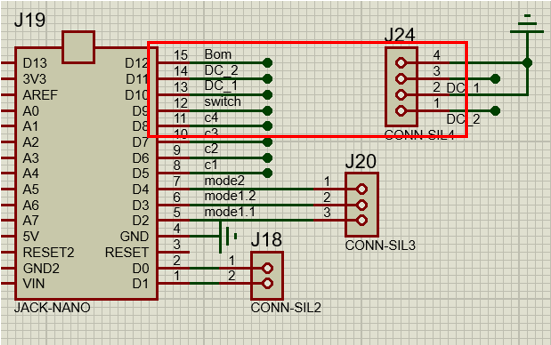 J19
J24
D13 D12 15 Bom 4
3V3 D11 14 DC_2 3
AREF D10 13 DC_1 2 DC_1
A0 D9 12 switch 1 DC_2
A1 D8 11 c4 CONN-SIL4
A2 D7 10 c3
A3 D6 9 c2
A4 D5 8 c1
J20
A5 D4 7 mode2 1
A6 D3 6 mode1.2 2
A7 D2 5 mode1.1 3
CONN-SIL3
5V GND 4
J18
RESET2 RESET 3
GND2 D0 2 1
VIN D1 1 2
JACK-NANO
CONN-SIL2